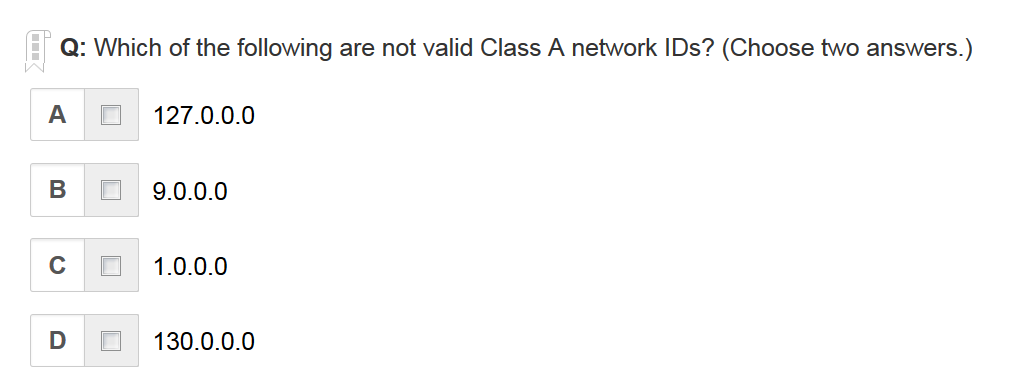 Q: Which of the following are not valid Class A network IDs? (Choose two answers.)
A 127.0.0.0
B 9.0.0.0
C 1.0.0.0
D 130.0.0.0